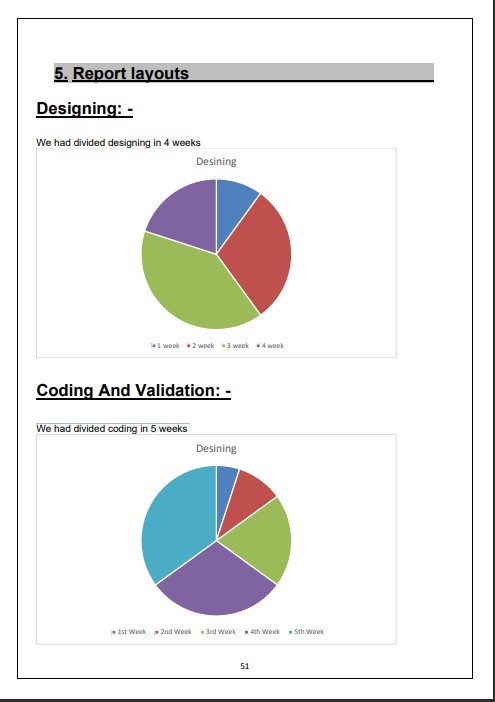 5. Report layouts
Designing: -
We had divided designing in 4 weeks
Desining
1 week 2 week 3 week 4 week
Coding And Validation: -
We had divided coding in 5 weeks
Desining
1st Week 2nd Week 3rd Week 4th Week 5th Week
51